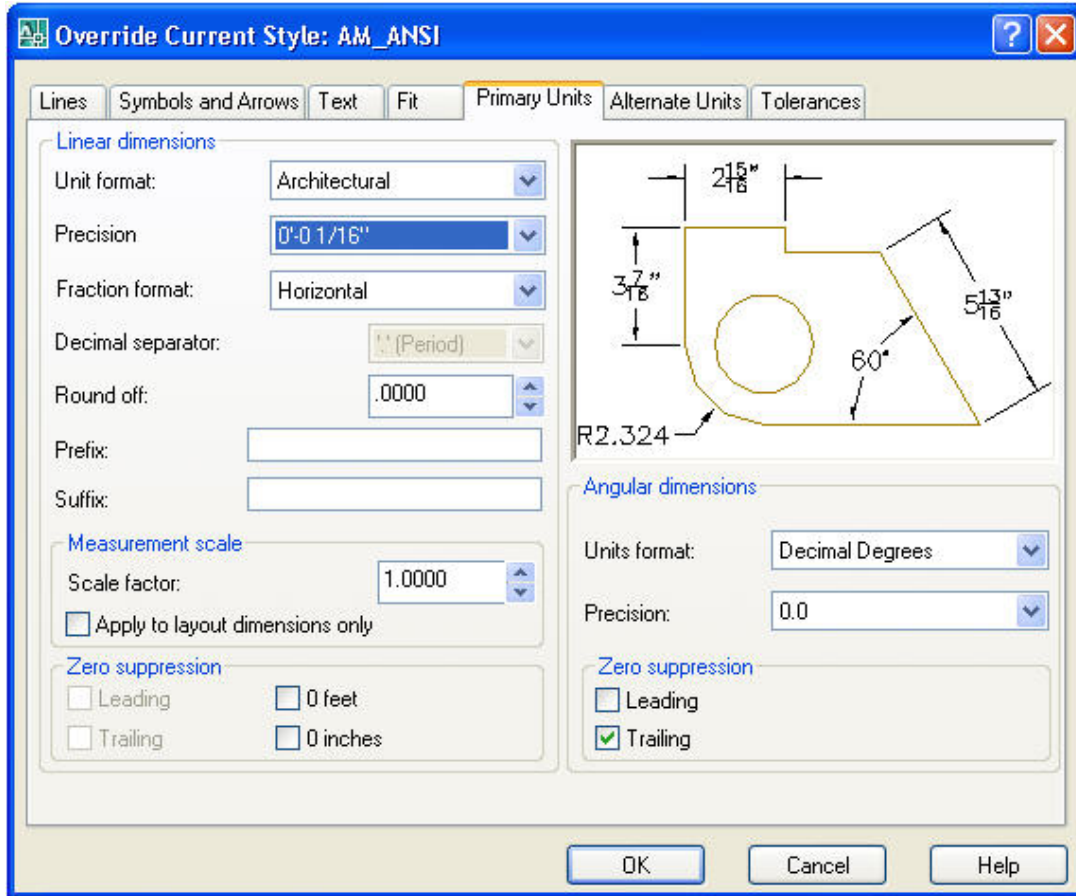 Override Current Style: AM_ANSI
Lines Symbols and Arrows Text Fit Primary Units Alternate Units Tolerances
Linear dimensions
Unit format: Architectural
Precision 0'-0 1/16"
Fraction format: Horizontal
Decimal separator: '.' (Period)
Round off: .0000
Prefix:
Suffix:
Measurement scale
Scale factor: 1.0000
Apply to layout dimensions only
Zero suppression
Leading 0 feet
Trailing 0 inches
2 15/16"
3 7/16"
5 13/16"
60°
R2.324
Angular dimensions
Units format: Decimal Degrees
Precision: 0.0
Zero suppression
Leading
Trailing
OK Cancel Help